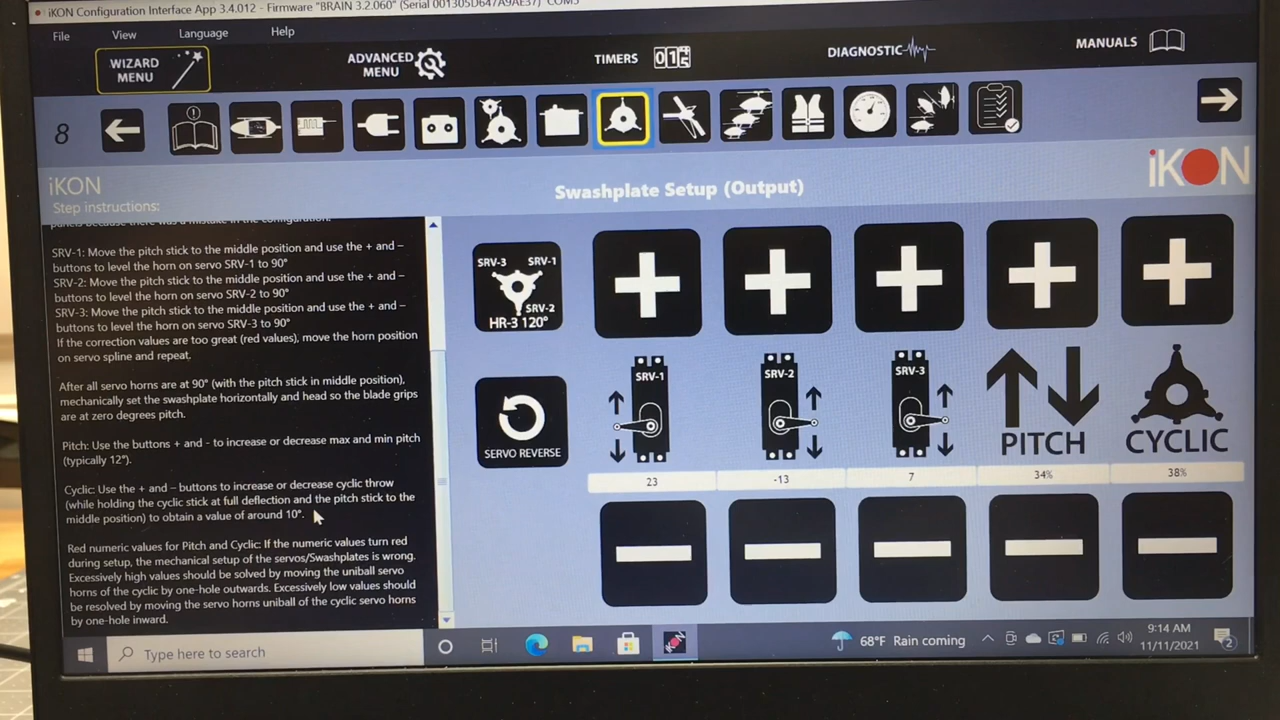 iKON Configuration Interface App 3.4.012 - Firmware "BRAIN 3.2.060" (Serial 001305D647A9AE37) COM5
File View Language Help
WIZARD
MENU
ADVANCED
MENU
TIMERS
DIAGNOSTIC
MANUALS
8
iKON
Step instructions:
Swashplate Setup (Output)
iKON
panels because there was a mistake in the configuration.
SRV-1: Move the pitch stick to the middle position and use the + and –
buttons to level the horn on servo SRV-1 to 90°
SRV-2: Move the pitch stick to the middle position and use the + and –
buttons to level the horn on servo SRV-2 to 90°
SRV-3: Move the pitch stick to the middle position and use the + and –
buttons to level the horn on servo SRV-3 to 90°
If the correction values are too great (red values), move the horn position
on servo spline and repeat.
After all servo horns are at 90° (with the pitch stick in middle position),
mechanically set the swashplate horizontally and head so the blade grips
are at zero degrees pitch.
Pitch: Use the buttons + and - to increase or decrease max and min pitch
(typically 12°).
Cyclic: Use the + and – buttons to increase or decrease cyclic throw
(while holding the cyclic stick at full deflection and the pitch stick to the
middle position) to obtain a value of around 10°.
Red numeric values for Pitch and Cyclic: If the numeric values turn red
during setup, the mechanical setup of the servos/Swashplates is wrong.
Excessively high values should be solved by moving the uniball servo
horns of the cyclic by one-hole outwards. Excessively low values should
be resolved by moving the servo horns uniball of the cyclic servo horns
by one-hole inward.
SRV-3 SRV-1
SRV-2
HR-3 120°
SERVO REVERSE
SRV-1
SRV-2
SRV-3
PITCH
CYCLIC
23
-13
7
34%
38%
Type here to search
68°F Rain coming
9:14 AM
11/11/2021
2